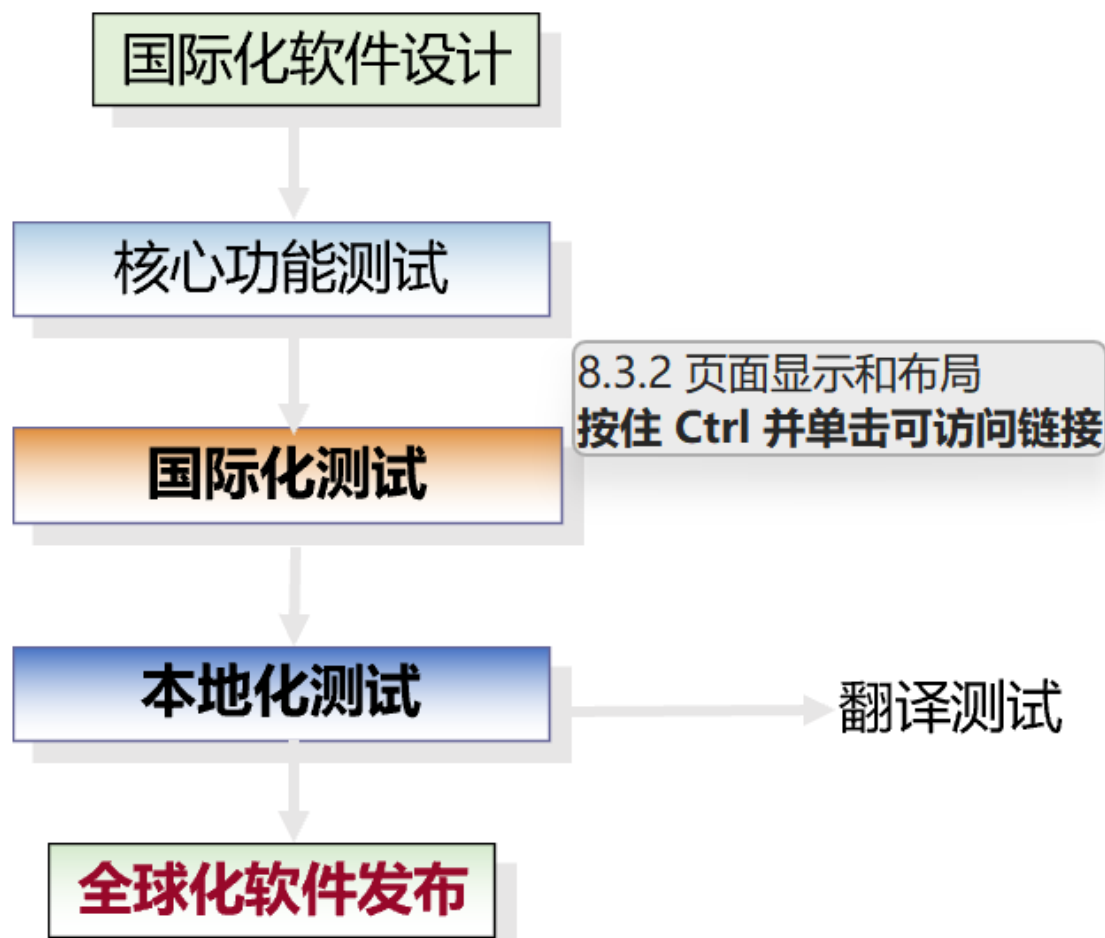 国际化软件设计
核心功能测试
8.3.2 页面显示和布局
按住 Ctrl 并单击可访问链接
国际化测试
本地化测试
翻译测试
全球化软件发布